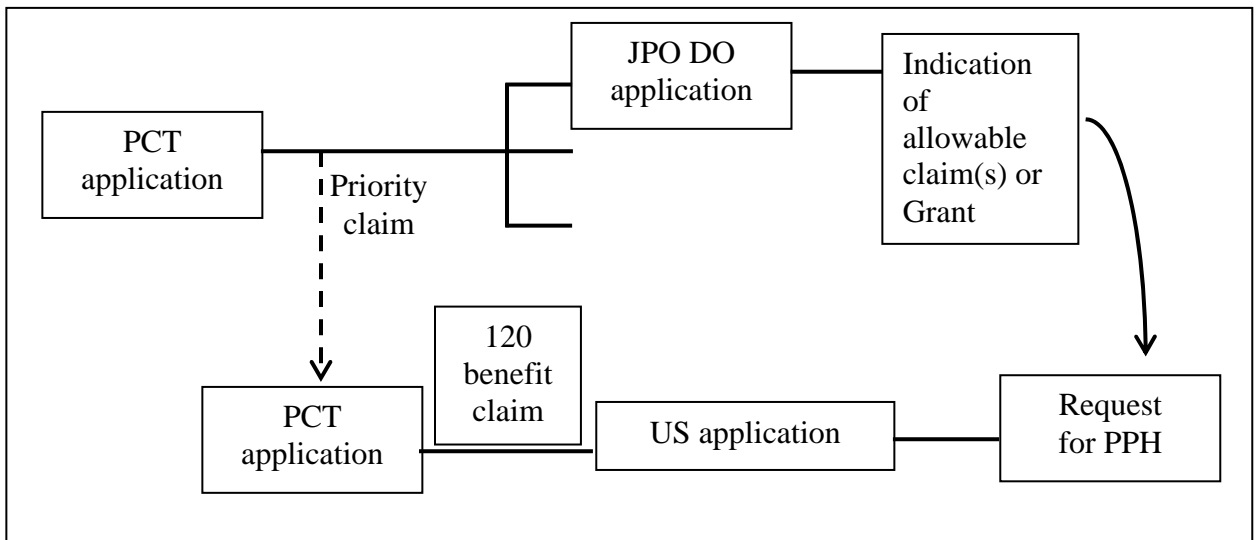 JPO DO
application
Indication
of
allowable
claim(s) or
Grant
PCT
application
Priority
claim
120
benefit
claim
PCT
application
US application
Request
for PPH